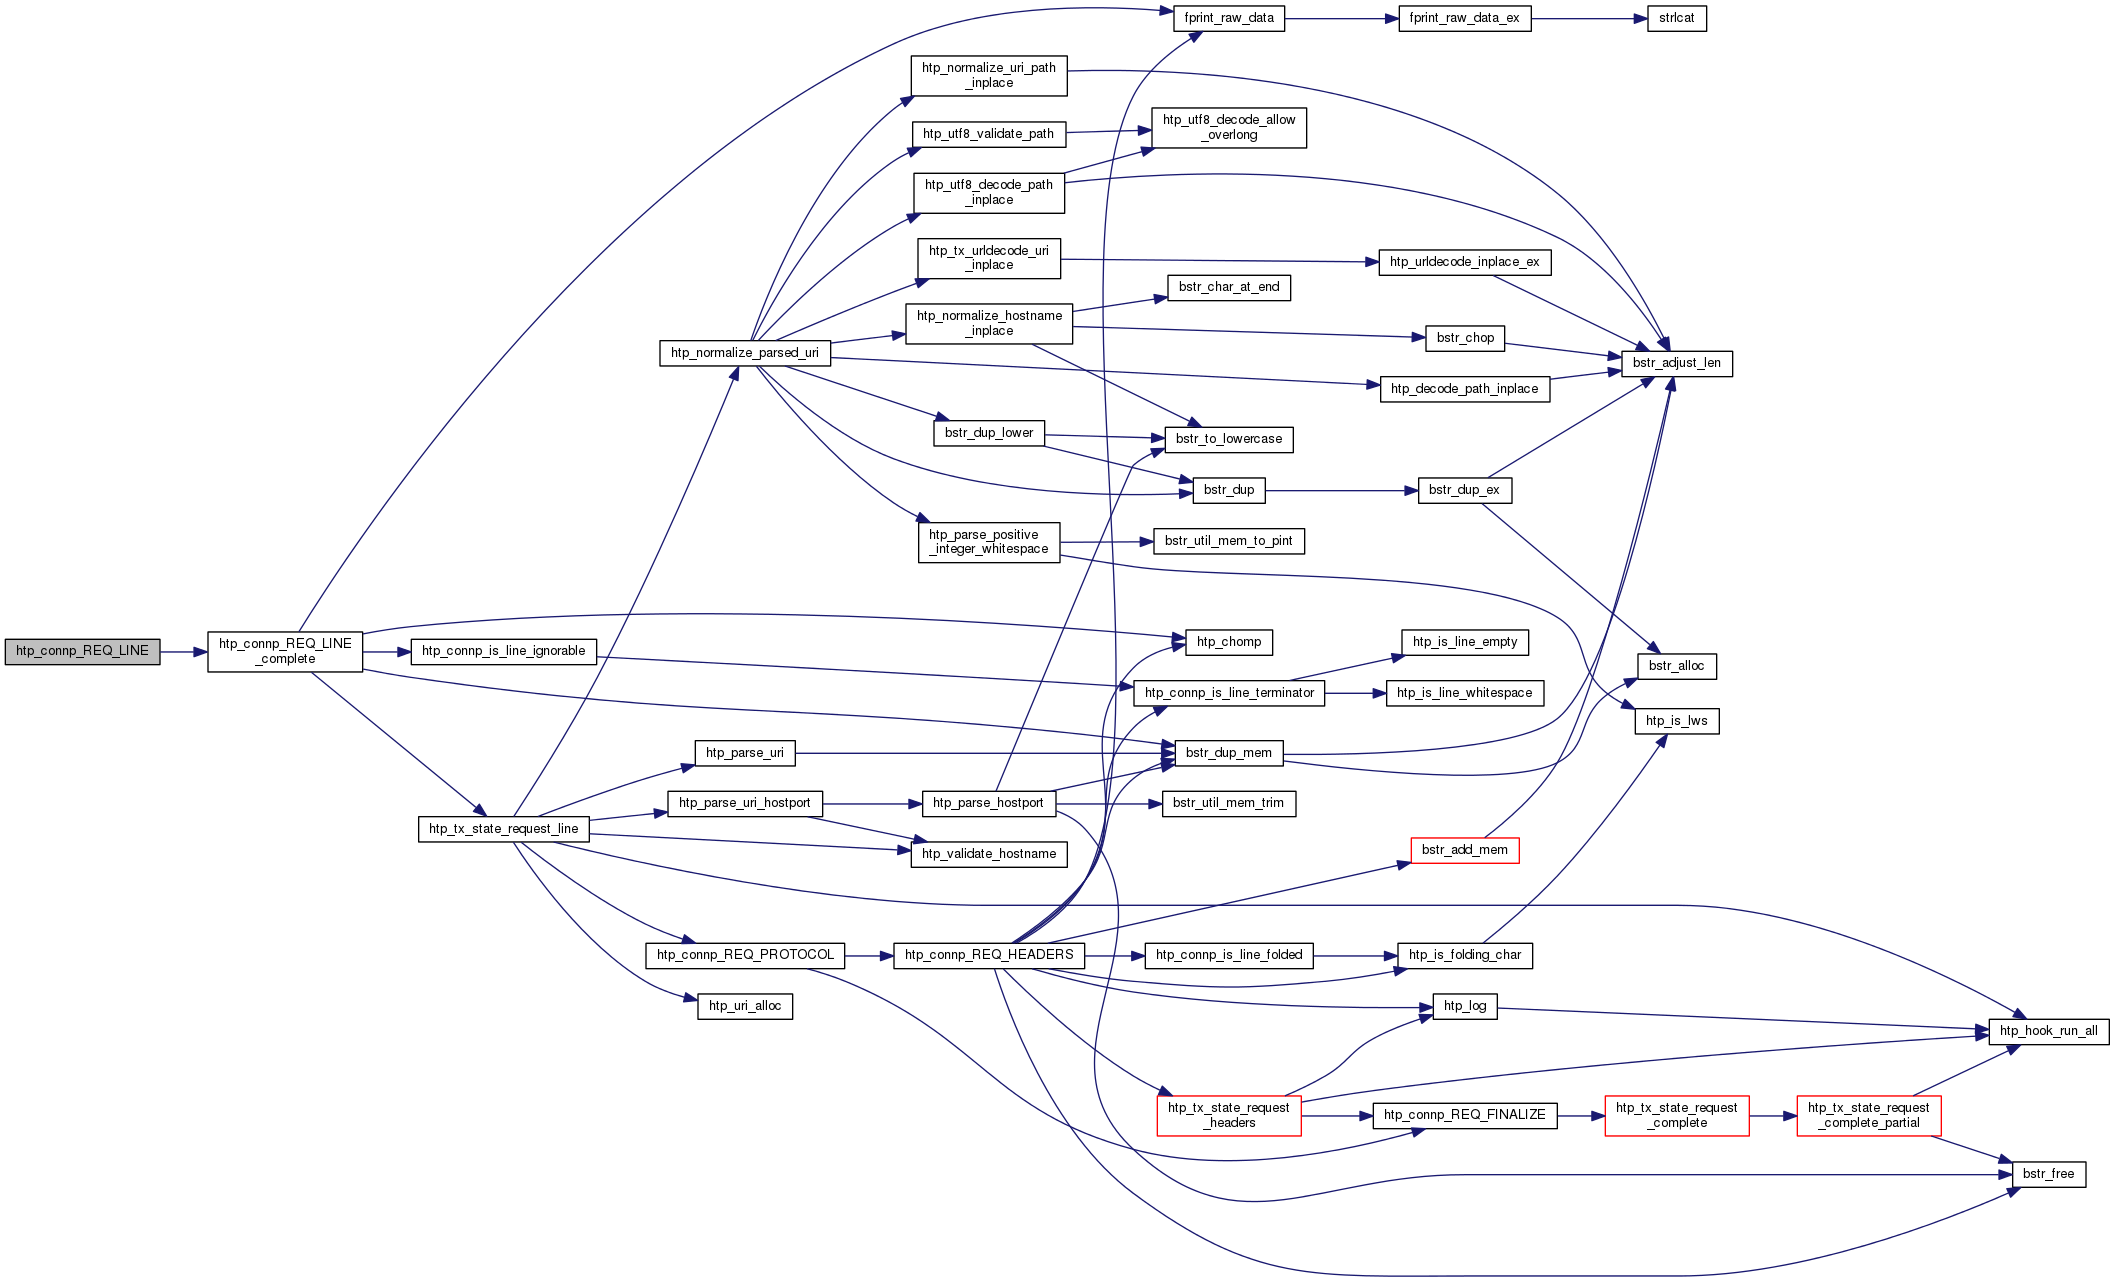 fprint_raw_data
fprint_raw_data_ex
strlcat
htp_normalize_uri_path
_inplace
htp_utf8_decode_allow
_overlong
htp_utf8_validate_path
htp_utf8_decode_path
_inplace
htp_tx_urldecode_uri
_inplace
htp_urldecode_inplace_ex
bstr_char_at_end
htp_normalize_hostname
_inplace
bstr_chop
htp_normalize_parsed_uri
bstr_adjust_len
htp_decode_path_inplace
bstr_dup_lower
bstr_to_lowercase
bstr_dup
bstr_dup_ex
htp_parse_positive
_integer_whitespace
bstr_util_mem_to_pint
htp_connp_REQ_LINE
htp_connp_REQ_LINE
_complete
htp_connp_is_line_ignorable
htp_chomp
htp_is_line_empty
bstr_alloc
htp_connp_is_line_terminator
htp_is_line_whitespace
htp_is_lws
htp_parse_uri
bstr_dup_mem
htp_parse_uri_hostport
htp_parse_hostport
bstr_util_mem_trim
htp_tx_state_request_line
htp_validate_hostname
bstr_add_mem
htp_connp_REQ_PROTOCOL
htp_connp_REQ_HEADERS
htp_connp_is_line_folded
htp_is_folding_char
htp_uri_alloc
htp_log
htp_hook_run_all
htp_tx_state_request
_headers
htp_connp_REQ_FINALIZE
htp_tx_state_request
_complete
htp_tx_state_request
_complete_partial
bstr_free